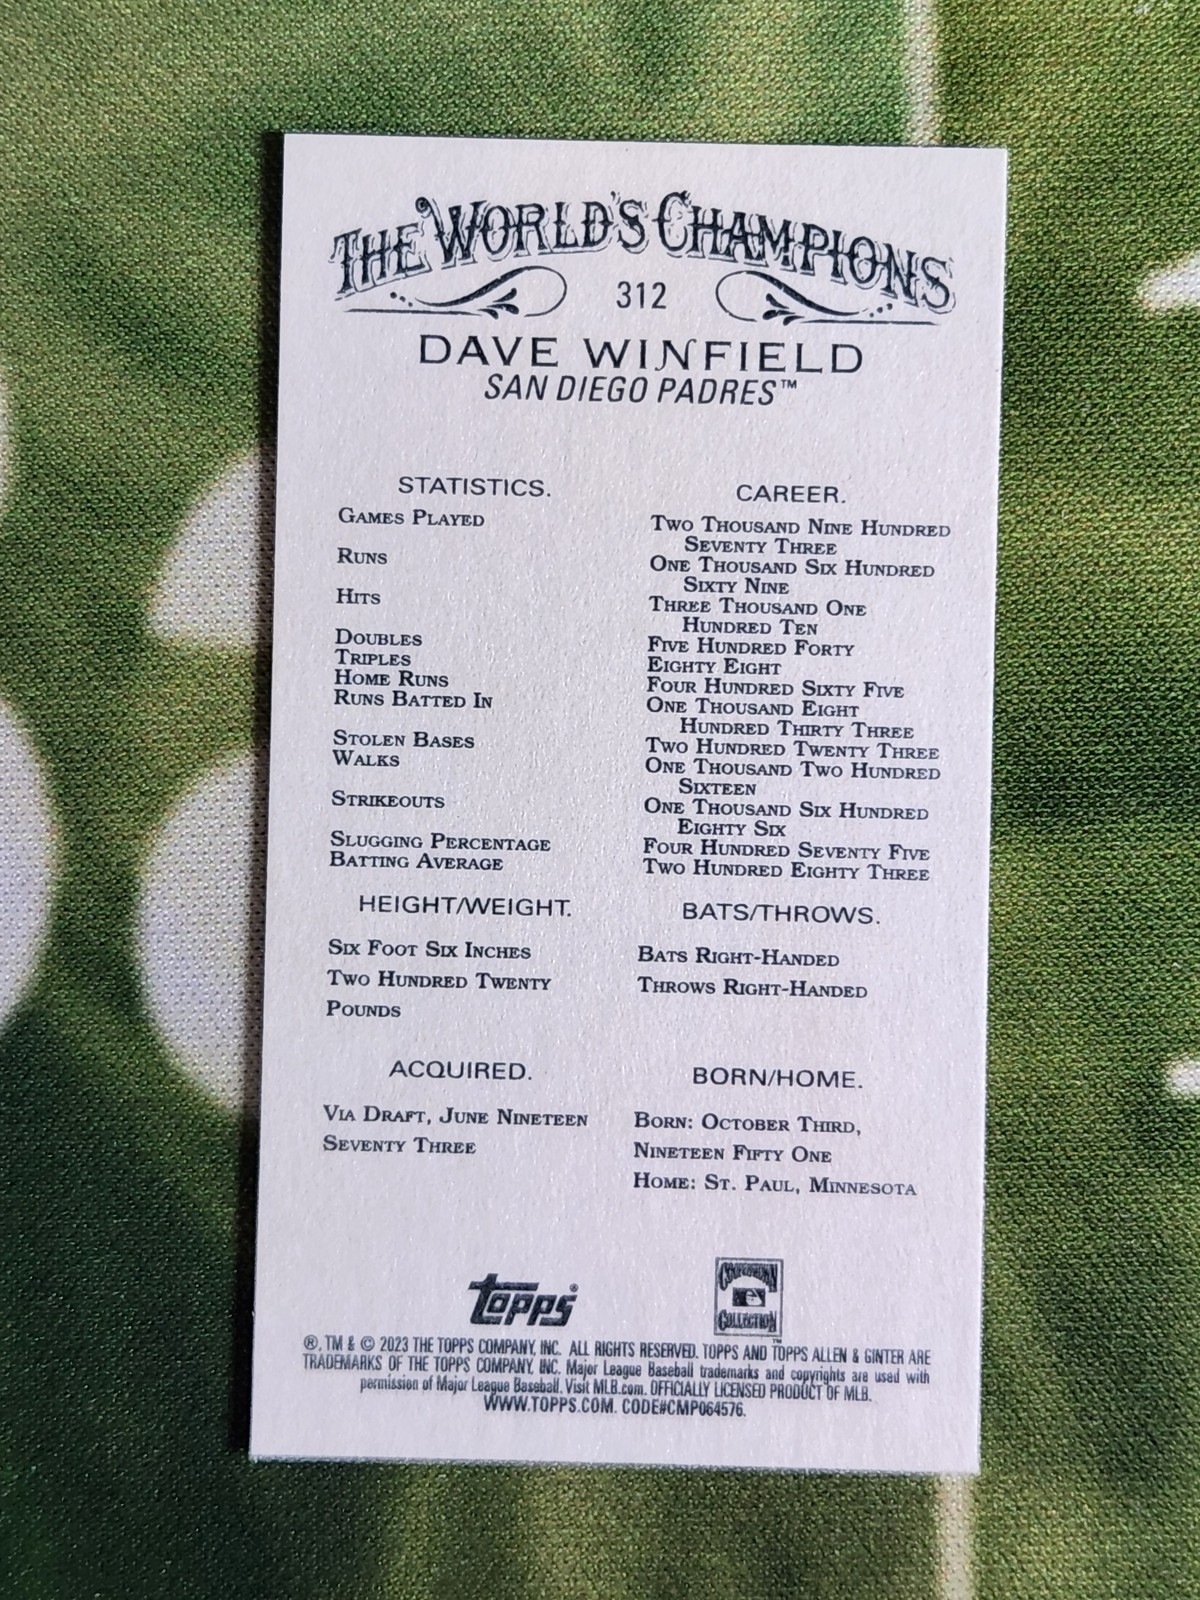 THE WORLD'S CHAMPIONS
312
DAVE WINFIELD
SAN DIEGO PADRES™
STATISTICS.
CAREER.
GAMES PLAYED
TWO THOUSAND NINE HUNDRED
SEVENTY THREE
RUNS
ONE THOUSAND SIX HUNDRED
SIXTY NINE
HITS
THREE THOUSAND ONE
HUNDRED TEN
DOUBLES
FIVE HUNDRED FORTY
TRIPLES
EIGHTY EIGHT
HOME RUNS
FOUR HUNDRED SIXTY FIVE
RUNS BATTED IN
ONE THOUSAND EIGHT
HUNDRED THIRTY THREE
STOLEN BASES
TWO HUNDRED TWENTY THREE
WALKS
ONE THOUSAND TWO HUNDRED
SIXTEEN
STRIKEOUTS
ONE THOUSAND SIX HUNDRED
EIGHTY SIX
SLUGGING PERCENTAGE
FOUR HUNDRED SEVENTY FIVE
BATTING AVERAGE
TWO HUNDRED EIGHTY THREE
HEIGHT/WEIGHT.
SIX FOOT SIX INCHES
TWO HUNDRED TWENTY
POUNDS
BATS/THROWS.
BATS RIGHT-HANDED
THROWS RIGHT-HANDED
ACQUIRED.
VIA DRAFT, JUNE NINETEEN
SEVENTY THREE
BORN/HOME.
BORN: OCTOBER THIRD,
NINETEEN FIFTY ONE
HOME: ST. PAUL, MINNESOTA
topps®
COOPERSTOWN
COLLECTION™
®, TM & © 2023 THE TOPPS COMPANY, INC. ALL RIGHTS RESERVED. TOPPS AND TOPPS ALLEN & GINTER ARE
TRADEMARKS OF THE TOPPS COMPANY, INC. Major League Baseball trademarks and copyrights are used with
permission of Major League Baseball. Visit MLB.com. OFFICIALLY LICENSED PRODUCT OF MLB.
WWW.TOPPS.COM. CODE#CMP064576.